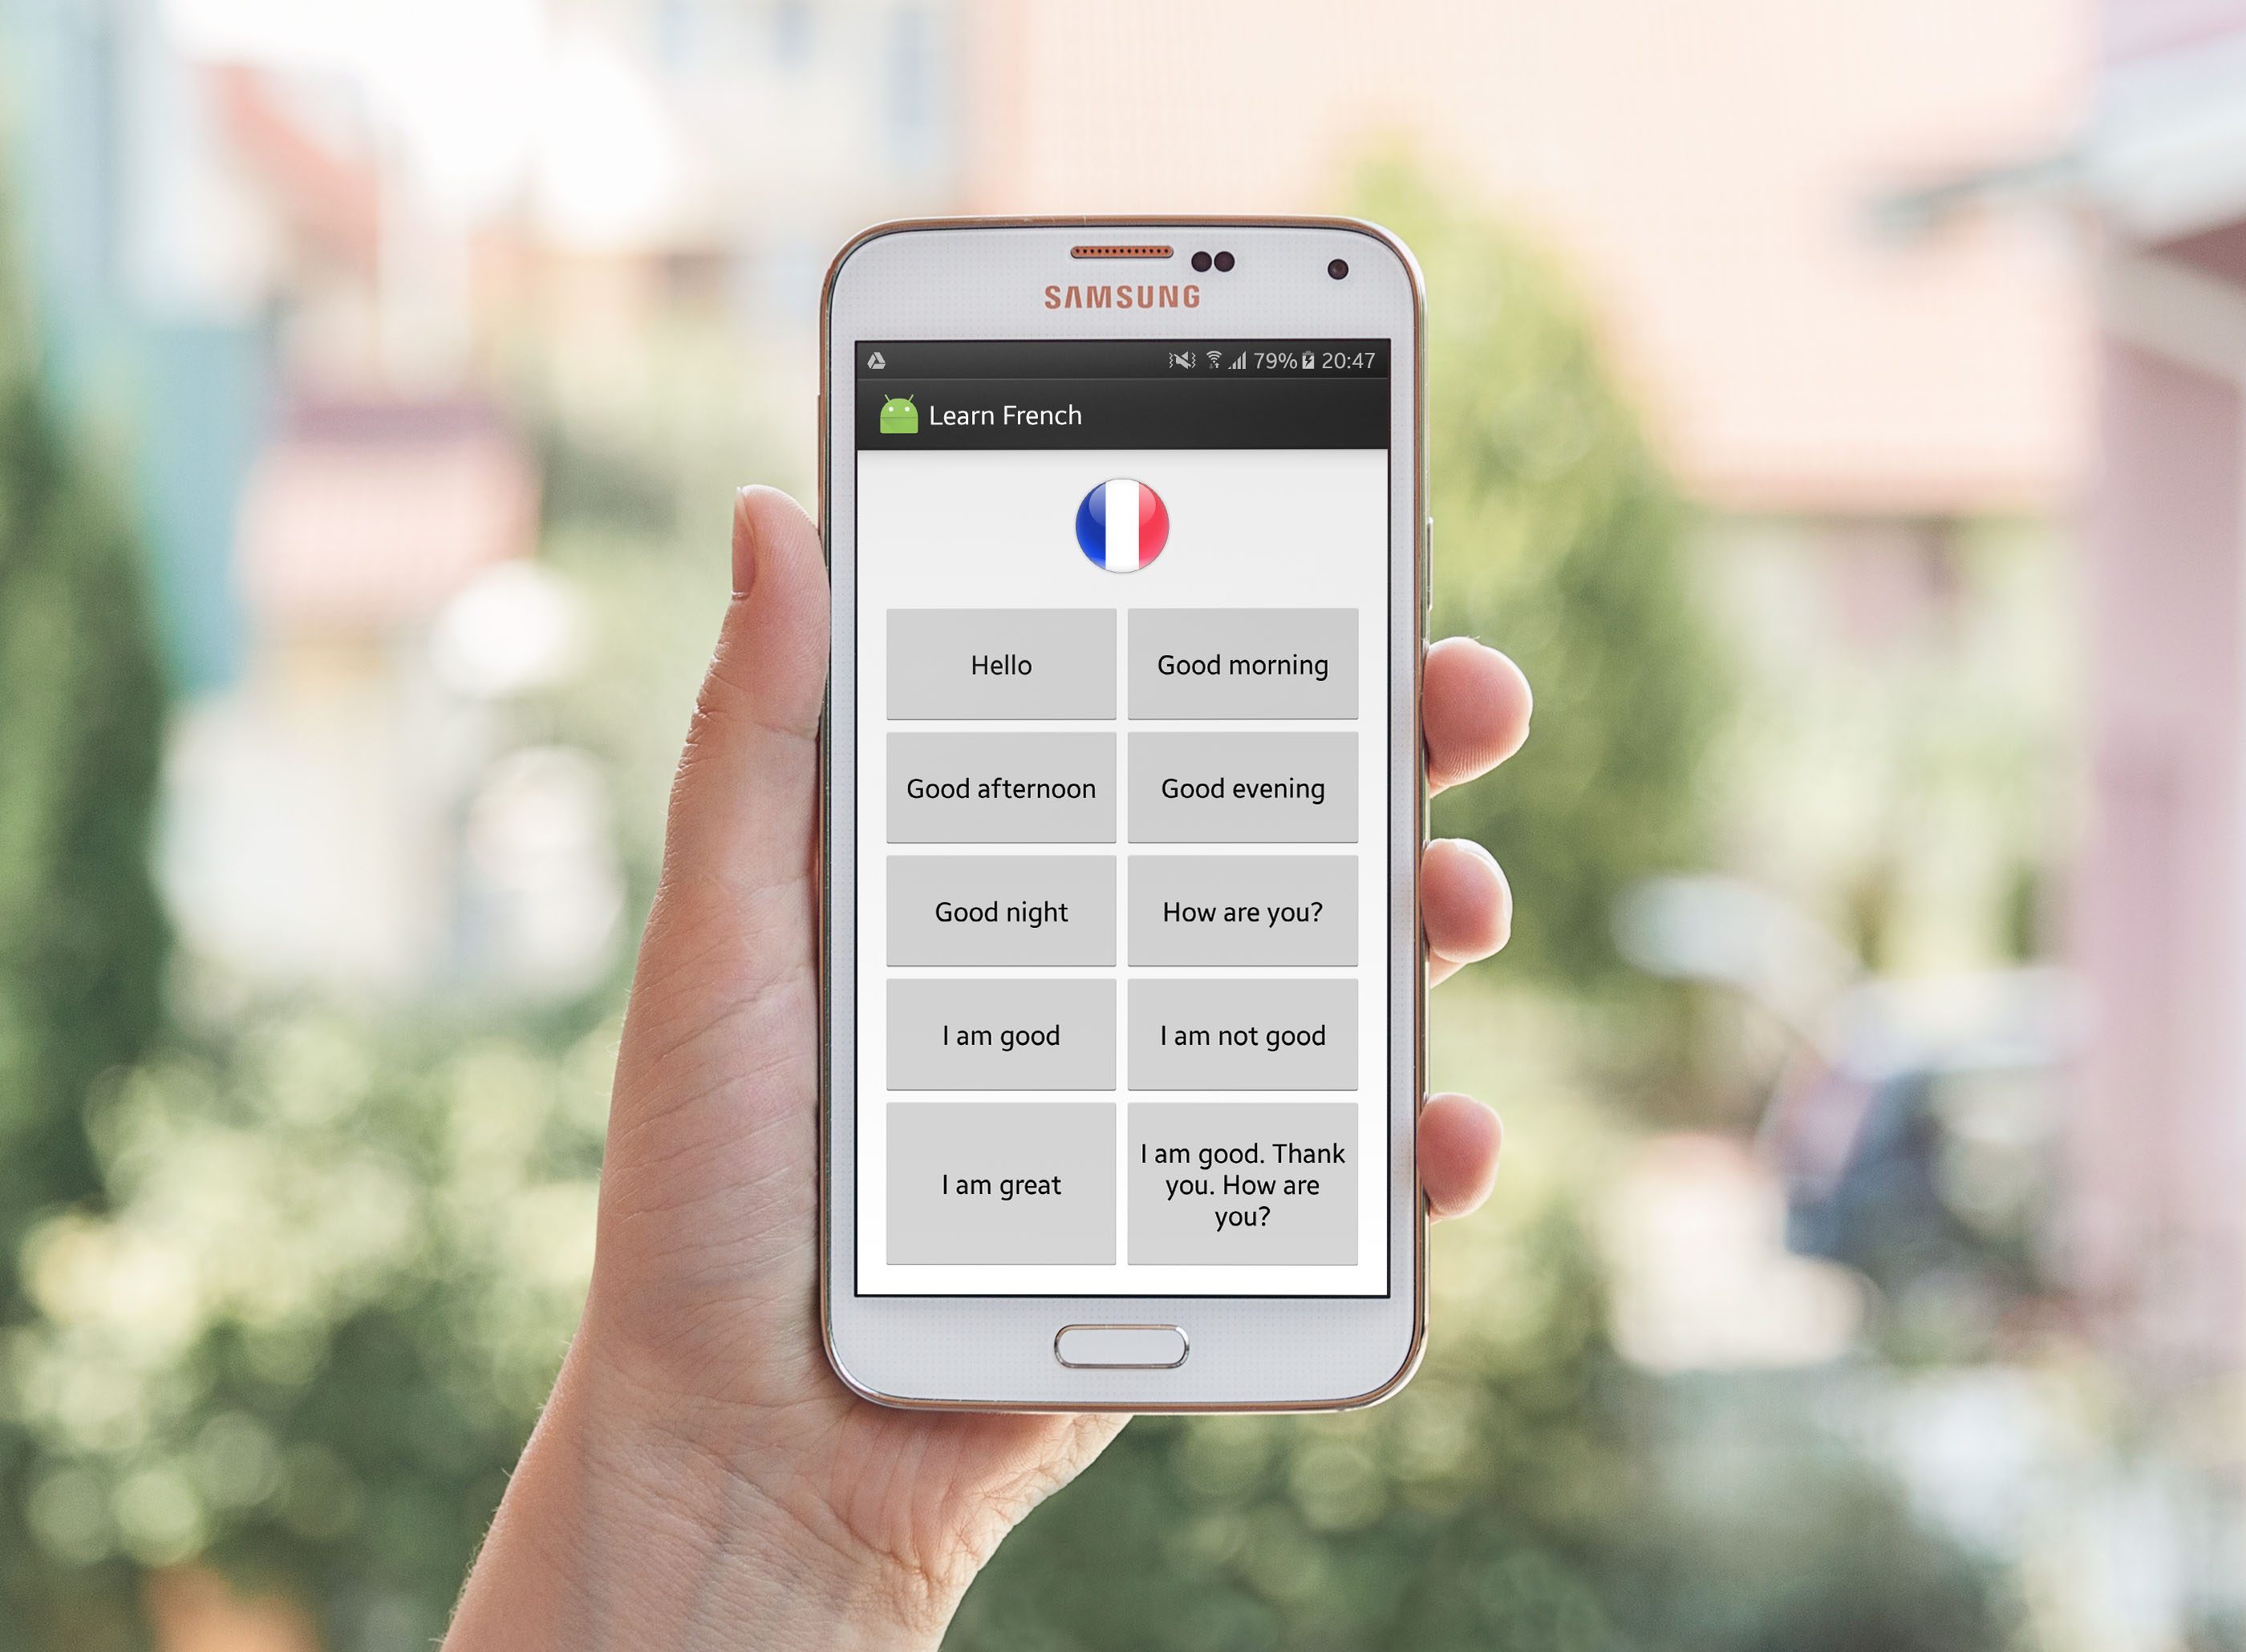 SAMSUNG
79% 20:47
Learn French
Hello
Good morning
Good afternoon
Good evening
Good night
How are you?
I am good
I am not good
I am great
I am good. Thank
you. How are
you?